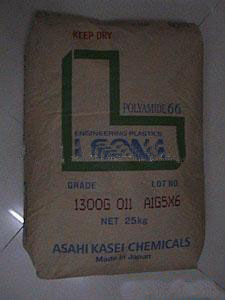 KEEP DRY
POLYAMIDE 66
ENGINEERING PLASTICS
LEONA
GRADE LOT NO
1300G 011 A1G5X6
NET 25kg
ASAHI KASEI CHEMICALS
Made in Japan